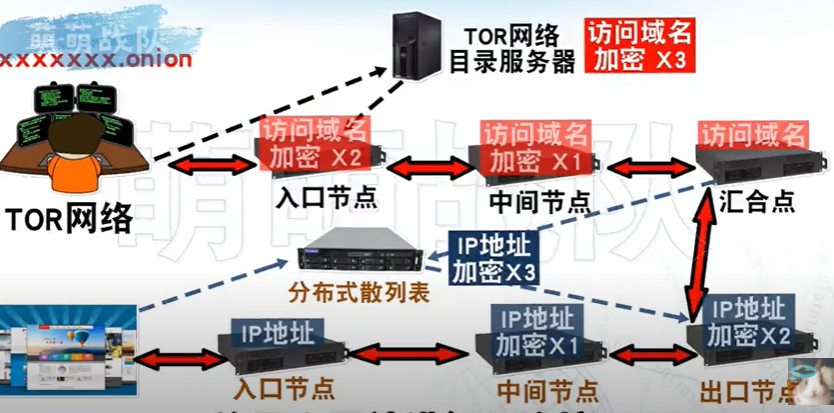 萌萌战队
xxxxxxxx.onion
TOR网络
目录服务器
访问域名
加密 X3
访问域名
加密 X2
访问域名
加密 X1
访问域名
入口节点
中间节点
汇合点
TOR网络
萌萌战队
IP地址
加密X3
分布式散列表
IP地址
IP地址
加密X1
IP地址
加密X2
入口节点
中间节点
出口节点